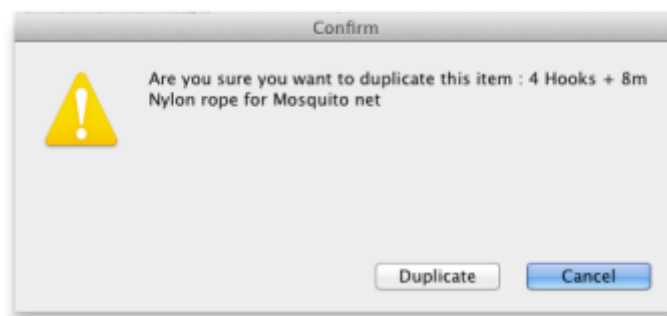 Confirm
Are you sure you want to duplicate this item : 4 Hooks + 8m
Nylon rope for Mosquito net
Duplicate
Cancel